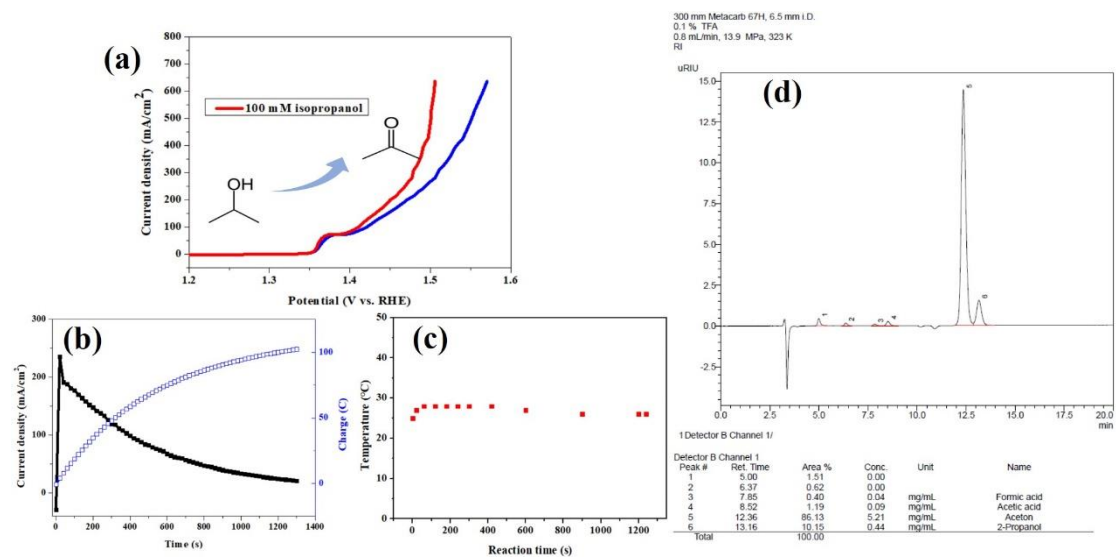 (a)
800
700
600
500
400
300
200
100
0
Current density (mA/cm²)
100 mM isopropanol
OH
O
1.2 1.3 1.4 1.5 1.6
Potential (V vs. RHE)
(b)
300
200
100
0
Current density (mA/cm²)
100
50
0
Charge (C)
0 200 400 600 800 1000 1200 1400
Time (s)
(c)
50
40
30
20
10
0
Temperature (°C)
0 200 400 600 800 1000 1200
Reaction time (s)
300 mm Metacarb 67H, 6.5 mm i.D.
0.1 % TFA
0.8 mL/min, 13.9 MPa, 323 K
RI
uRIU
(d)
15.0
12.5
10.0
7.5
5.0
2.5
0.0
-2.5
1
2
3
4
5
6
0.0 2.5 5.0 7.5 10.0 12.5 15.0 20.0
min
1 Detector B Channel 1/
Detector B Channel 1
Peak # Ret. Time Area % Conc. Unit Name
1 5.00 1.51 0.00
2 6.37 0.62 0.00
3 7.85 0.40 0.04 mg/mL Formic acid
4 8.52 1.19 0.09 mg/mL Acetic acid
5 12.36 86.13 5.21 mg/mL Aceton
6 13.16 10.15 0.44 mg/mL 2-Propanol
Total 100.00